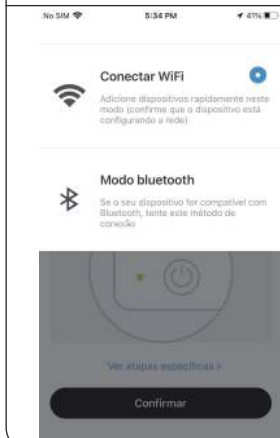 No SIM 5:34 PM 41%
Conectar WiFi
Adicione dispositivos rapidamente neste
modo (confirme que o dispositivo está
configurando a rede)
Modo bluetooth
Se o seu dispositivo for compatível com
Bluetooth, tente este método de
conexão
Ver etapas específicas >
Confirmar